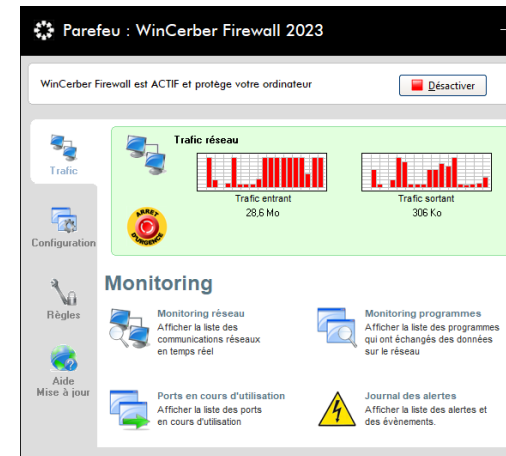 Parefeu : WinCerber Firewall 2023
WinCerber Firewall est ACTIF et protège votre ordinateur
Désactiver
Trafic
Configuration
Règles
Aide
Mise à jour
Trafic réseau
Trafic entrant
28,6 Mo
Trafic sortant
306 Ko
ARRET
D'URGENCE
Monitoring
Monitoring réseau
Afficher la liste des
communications réseaux
en temps réel
Monitoring programmes
Afficher la liste des programmes
qui ont échangés des données
sur le réseau
Ports en cours d'utilisation
Afficher la liste des ports
en cours d'utilisation
Journal des alertes
Afficher la liste des alertes et
des évènements.